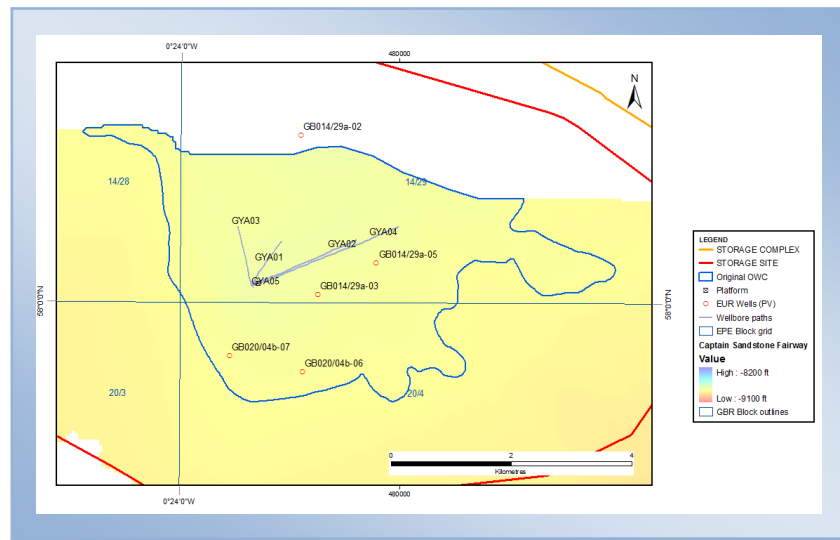 0°24'0"W
480000
N
GB014/29a-02
14/28
14/29
GYA03
GYA04
GYA02
GYA01
GB014/29a-05
GYA05
GB014/29a-03
58°0'0"N
58°0'0"N
GB020/04b-07
GB020/04b-06
20/3
20/4
0
2
4
Kilometres
0°24'0"W
480000
LEGEND
STORAGE COMPLEX
STORAGE SITE
Original OWC
Platform
EUR Wells (PV)
Wellbore paths
EPE Block grid
Captain Sandstone Fairway
Value
High : -8200 ft
Low : -9100 ft
GBR Block outlines